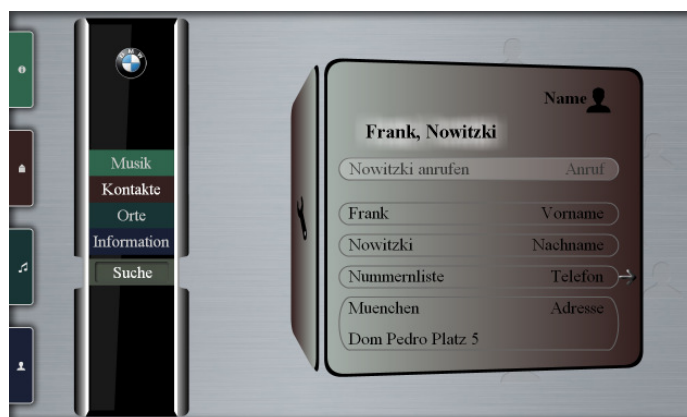 BMW
Musik
Kontakte
Orte
Information
Suche
Name
Frank, Nowitzki
Nowitzki anrufen Anruf
Frank Vorname
Nowitzki Nachname
Nummernliste Telefon
Muenchen Adresse
Dom Pedro Platz 5